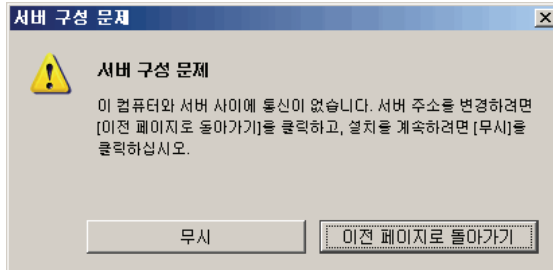 서버 구성 문제
서버 구성 문제
이 컴퓨터와 서버 사이에 통신이 없습니다. 서버 주소를 변경하려면
[이전 페이지로 돌아가기]를 클릭하고, 설치를 계속하려면 [무시]를
클릭하십시오.
무시
이전 페이지로 돌아가기